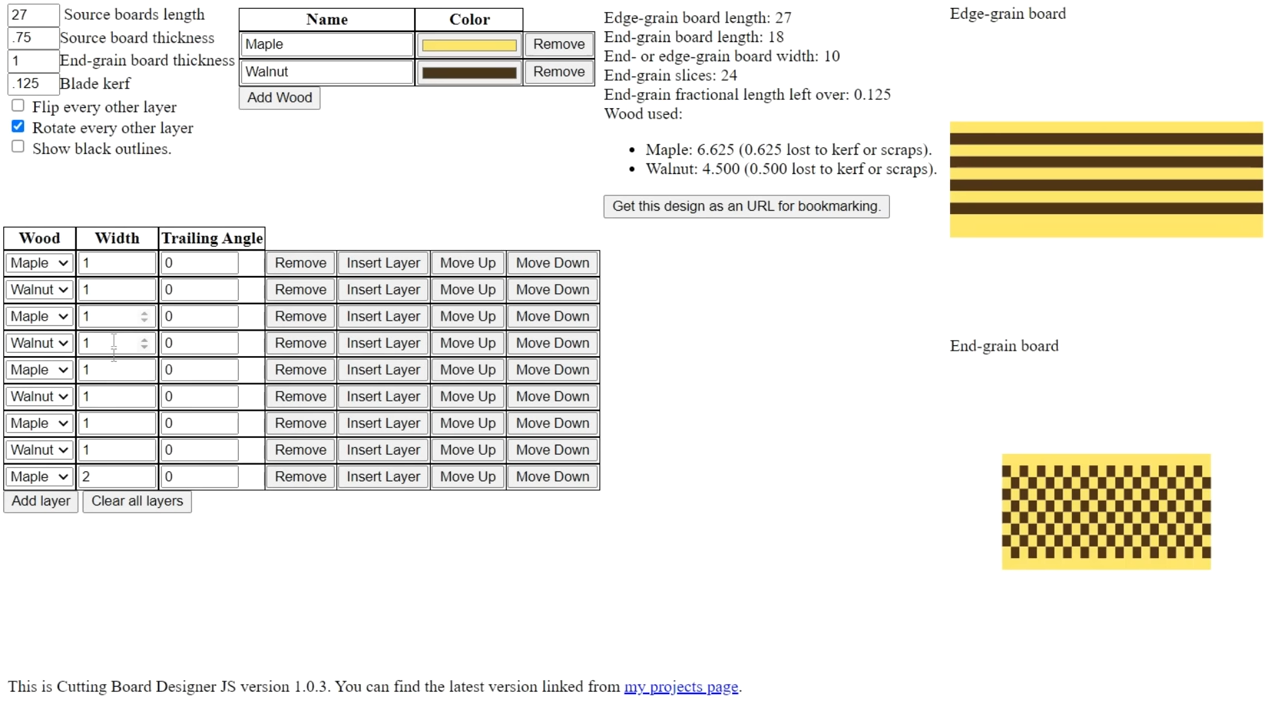 27 Source boards length
.75 Source board thickness
1 End-grain board thickness
.125 Blade kerf
Flip every other layer
Rotate every other layer
Show black outlines.
Name Color
Maple Remove
Walnut Remove
Add Wood
Edge-grain board length: 27
End-grain board length: 18
End- or edge-grain board width: 10
End-grain slices: 24
End-grain fractional length left over: 0.125
Wood used:
• Maple: 6.625 (0.625 lost to kerf or scraps).
• Walnut: 4.500 (0.500 lost to kerf or scraps).
Get this design as an URL for bookmarking.
Edge-grain board
End-grain board
Wood Width Trailing Angle
Maple 1 0 Remove Insert Layer Move Up Move Down
Walnut 1 0 Remove Insert Layer Move Up Move Down
Maple 1 0 Remove Insert Layer Move Up Move Down
Walnut 1 0 Remove Insert Layer Move Up Move Down
Maple 1 0 Remove Insert Layer Move Up Move Down
Walnut 1 0 Remove Insert Layer Move Up Move Down
Maple 1 0 Remove Insert Layer Move Up Move Down
Walnut 1 0 Remove Insert Layer Move Up Move Down
Maple 2 0 Remove Insert Layer Move Up Move Down
Add layer Clear all layers
This is Cutting Board Designer JS version 1.0.3. You can find the latest version linked from my projects page.